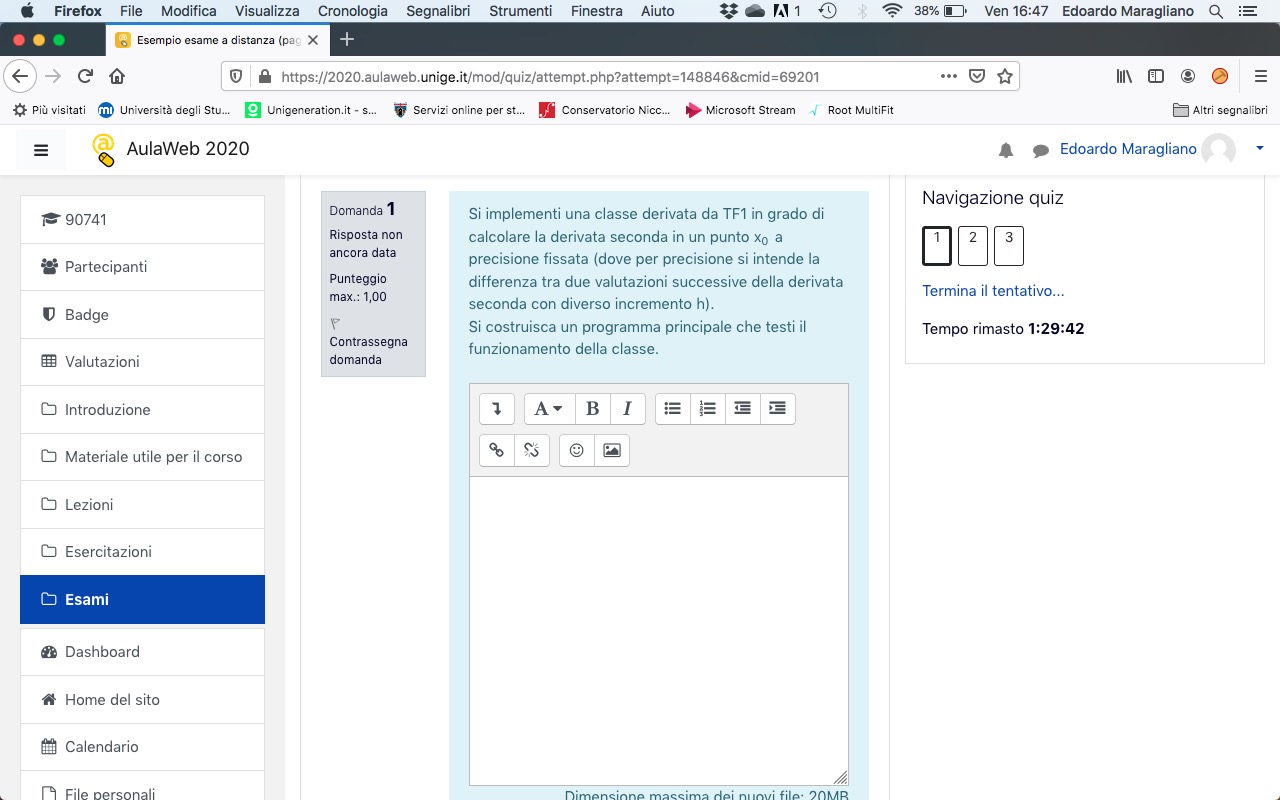 Firefox File Modifica Visualizza Cronologia Segnalibri Strumenti Finestra Aiuto 1 38% Ven 16:47 Edoardo Maragliano
Esempio esame a distanza (pag
https://2020.aulaweb.unige.it/mod/quiz/attempt.php?attempt=148846&cmid=69201
Più visitati Università degli Stu... Unigeneration.it - s... Servizi online per st... Conservatorio Nicc... Microsoft Stream Root MultiFit Altri segnalibri
AulaWeb 2020
Edoardo Maragliano
90741
Partecipanti
Badge
Valutazioni
Introduzione
Materiale utile per il corso
Lezioni
Esercitazioni
Esami
Dashboard
Home del sito
Calendario
File personali
Domanda 1
Risposta non
ancora data
Punteggio
max.: 1,00
Contrassegna
domanda
Si implementi una classe derivata da TF1 in grado di
calcolare la derivata seconda in un punto x₀ a
precisione fissata (dove per precisione si intende la
differenza tra due valutazioni successive della derivata
seconda con diverso incremento h).
Si costruisca un programma principale che testi il
funzionamento della classe.
A B I
Dimensione massima dei nuovi file: 20MB
Navigazione quiz
1 2 3
Termina il tentativo...
Tempo rimasto 1:29:42